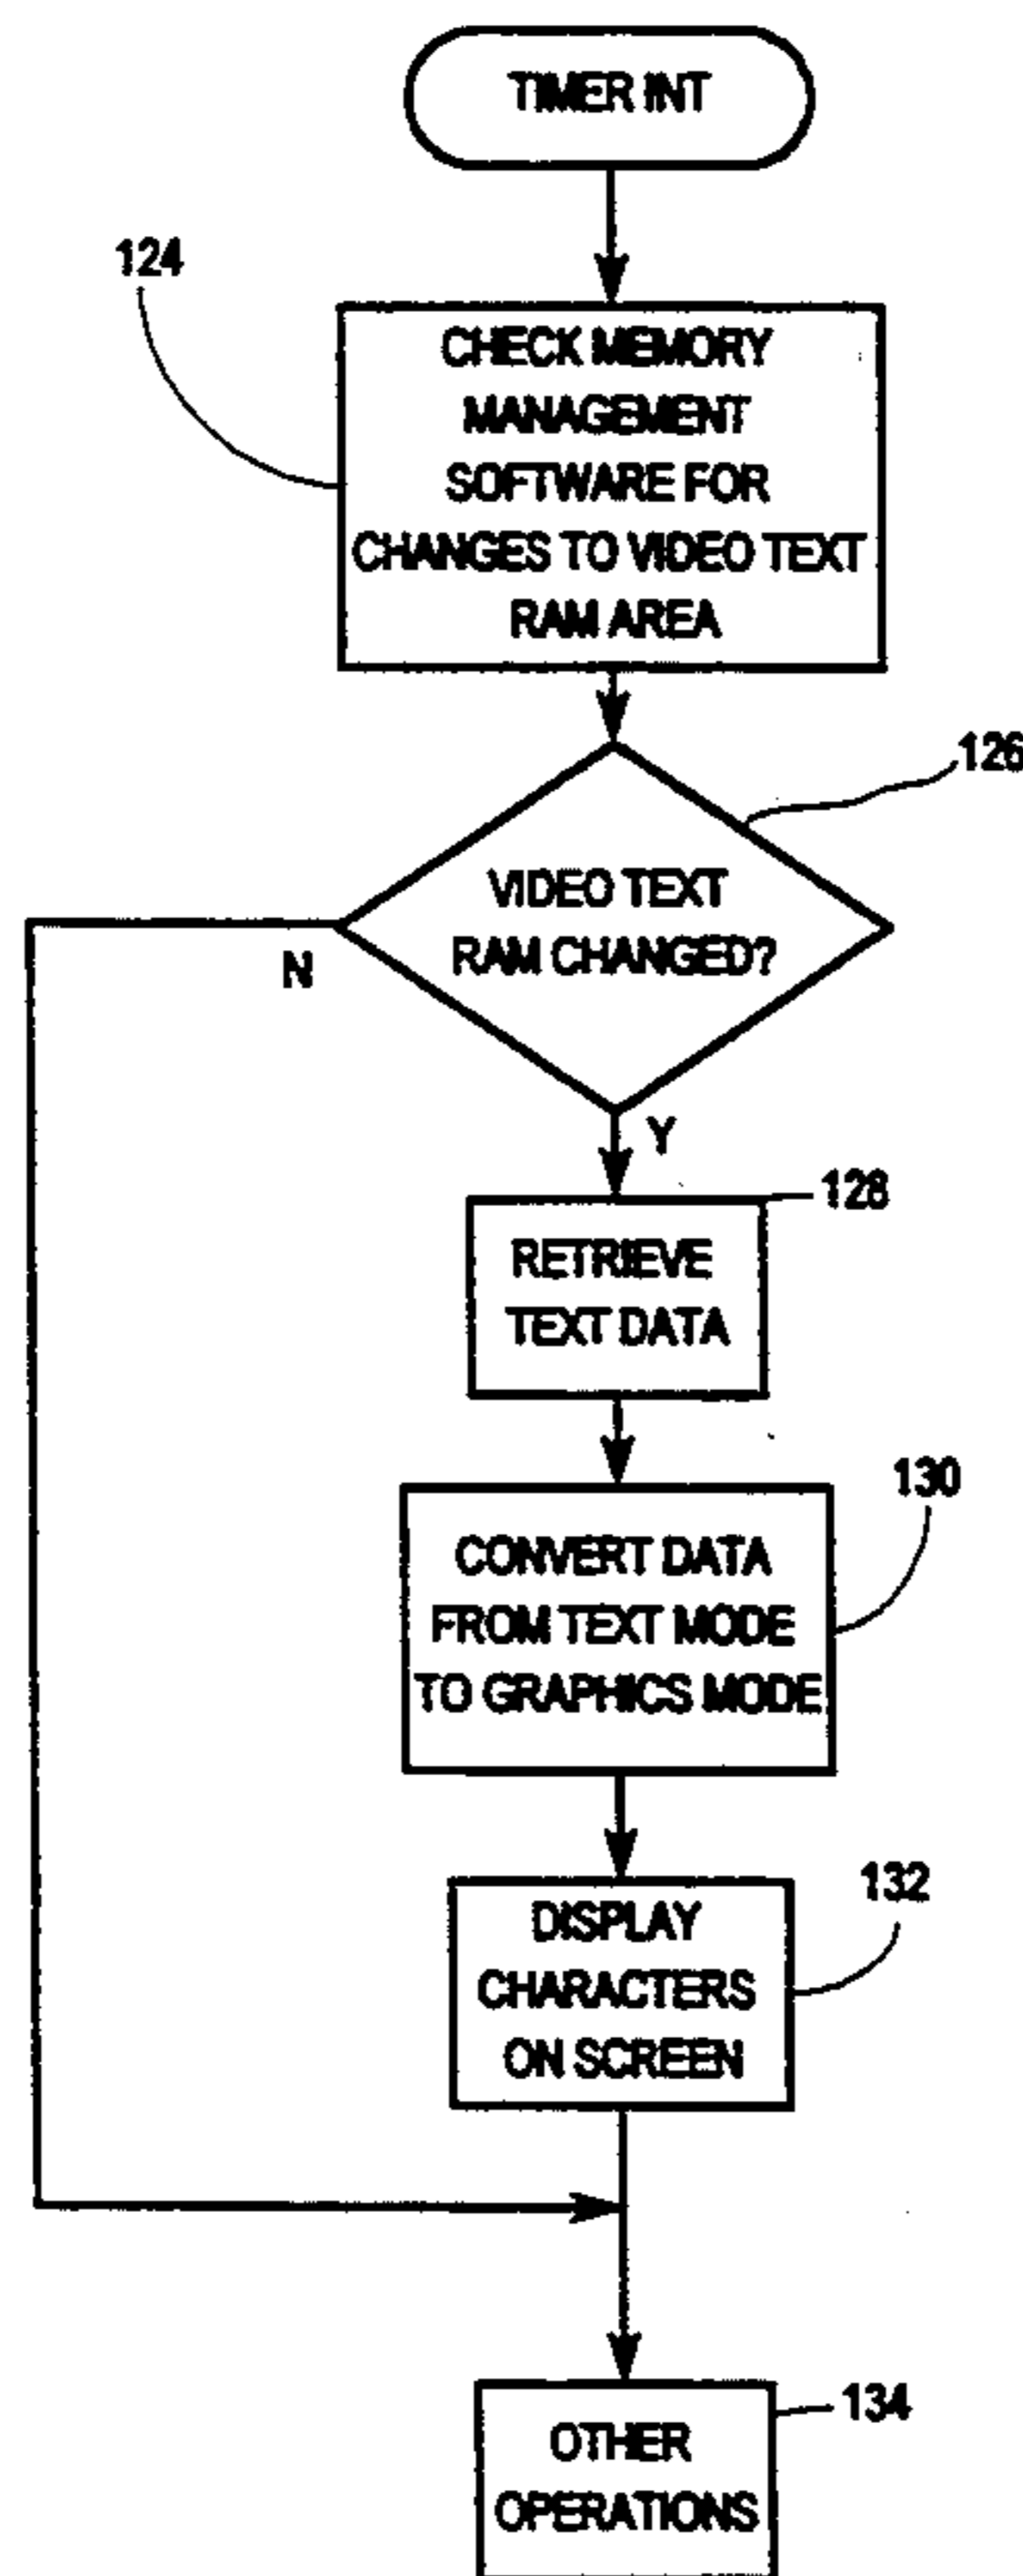 TIMER INT
124
CHECK MEMORY
MANAGEMENT
SOFTWARE FOR
CHANGES TO VIDEO TEXT
RAM AREA
126
VIDEO TEXT
RAM CHANGED?
N
Y
128
RETRIEVE
TEXT DATA
130
CONVERT DATA
FROM TEXT MODE
TO GRAPHICS MODE
132
DISPLAY
CHARACTERS
ON SCREEN
134
OTHER
OPERATIONS